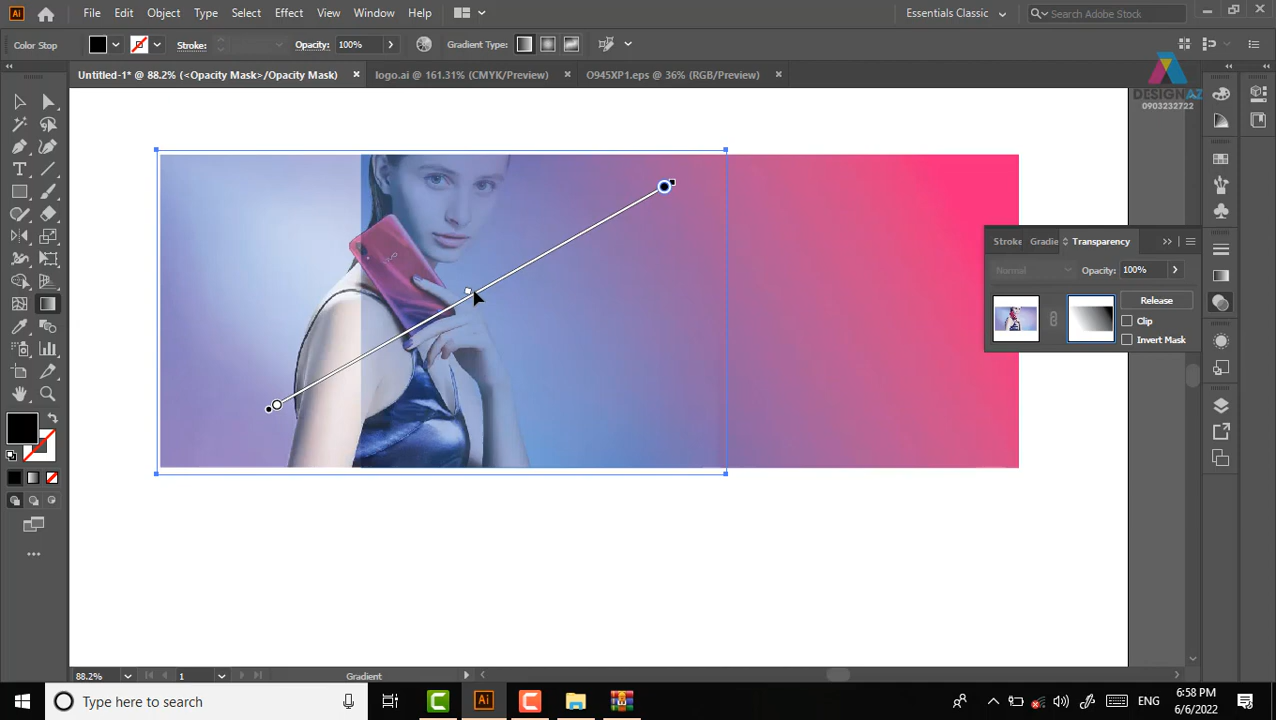 Ai File Edit Object Type Select Effect View Window Help Essentials Classic Search Adobe Stock
Color Stop Stroke: Opacity: 100% Gradient Type:
Untitled-1* @ 88.2% (<Opacity Mask>/Opacity Mask) logo.ai @ 161.31% (CMYK/Preview) O945XP1.eps @ 36% (RGB/Preview)
DESIGNAZ
0903232722
Stroke Gradie Transparency
Normal Opacity: 100%
Release
Clip
Invert Mask
88.2% 1 Gradient
Type here to search Ai ENG 6:58 PM
6/6/2022